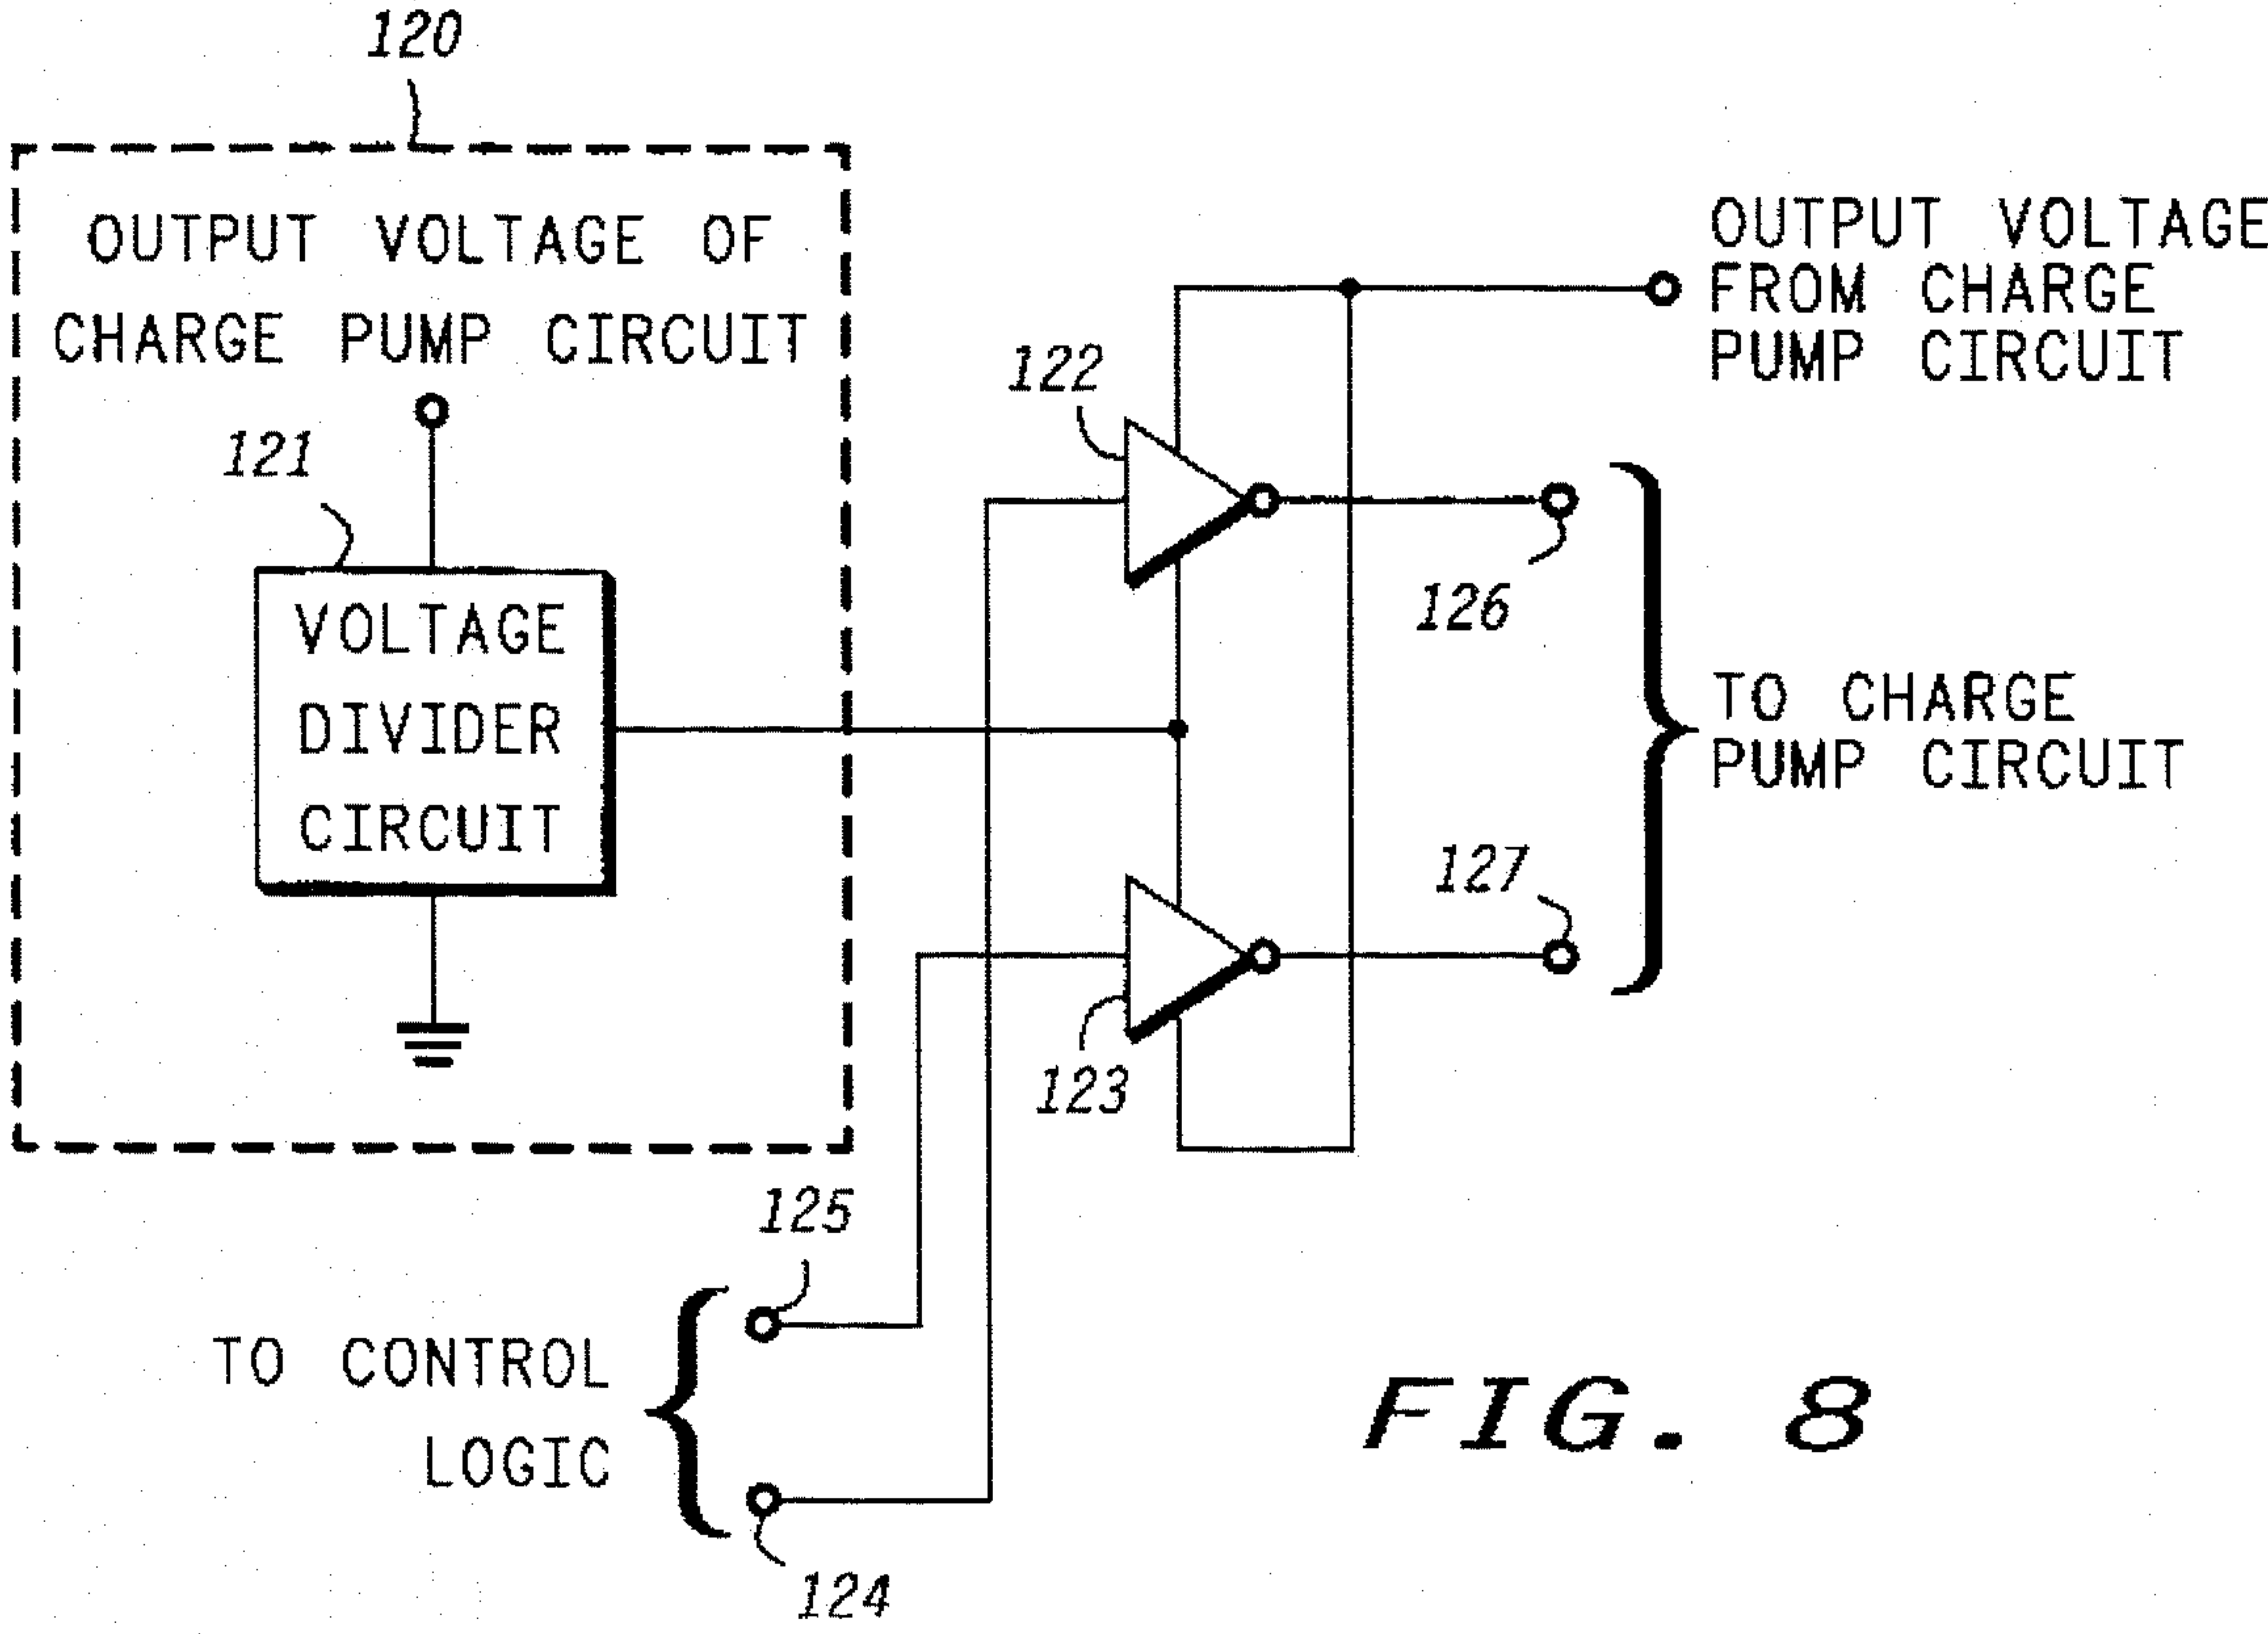 120
OUTPUT VOLTAGE OF
CHARGE PUMP CIRCUIT
121
VOLTAGE
DIVIDER
CIRCUIT
122
OUTPUT VOLTAGE
FROM CHARGE
PUMP CIRCUIT
126
TO CHARGE
PUMP CIRCUIT
127
123
125
TO CONTROL
LOGIC
124
FIG. 8